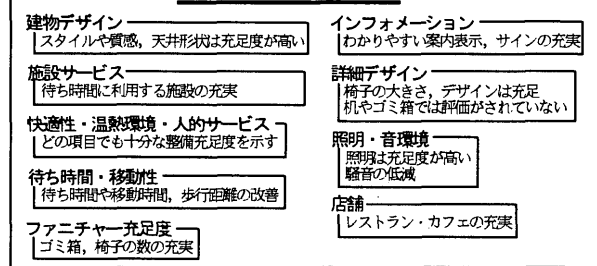 建物デザイン
スタイルや質感，天井形状は充足度が高い
施設サービス
待ち時間に利用する施設の充実
快適性・温熱環境・人的サービス
どの項目でも十分な整備充足度を示す
待ち時間・移動性
待ち時間や移動時間，歩行距離の改善
ファニチャー充足度
ゴミ箱，椅子の数の充実
インフォメーション
わかりやすい案内表示，サインの充実
詳細デザイン
椅子の大きさ，デザインは充足
机やゴミ箱では評価がされていない
照明・音環境
照明は充足度が高い
騒音の低減
店舗
レストラン・カフェの充実